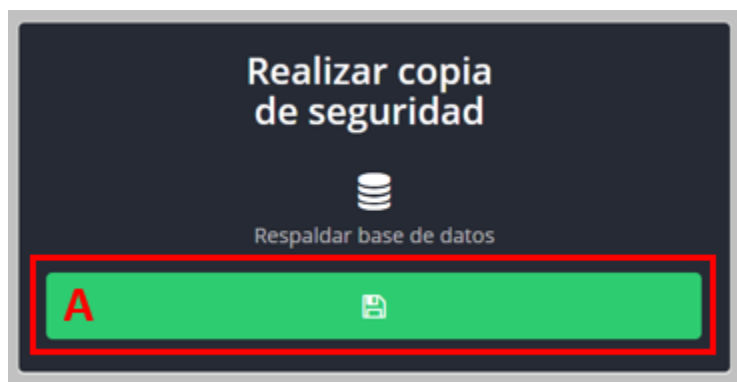 Realizar copia
de seguridad
Respaldar base de datos
A